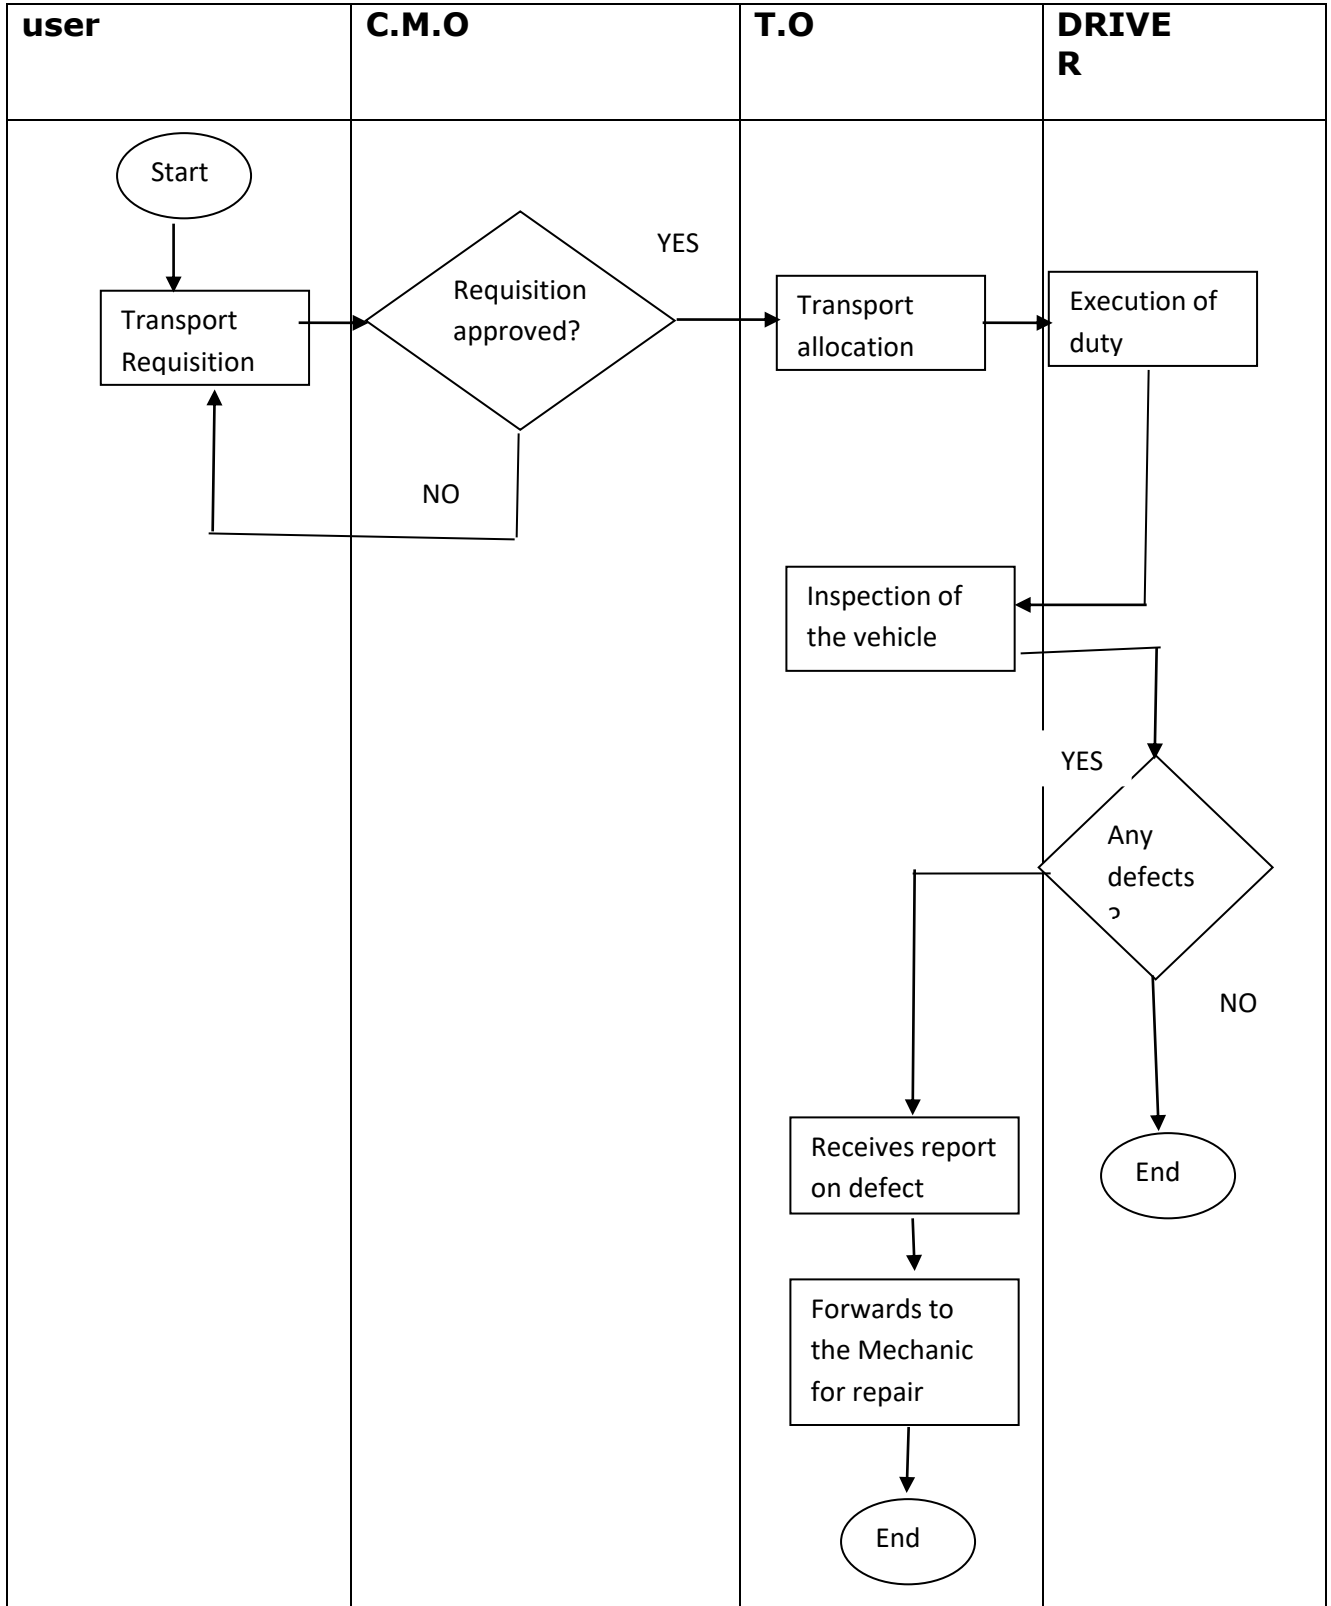 user
C.M.O
T.O
DRIVE
R
Start
YES
Requisition
approved?
Transport
Requisition
Transport
allocation
Execution of
duty
NO
Inspection of
the vehicle
YES
Any
defects
?
NO
Receives report
on defect
End
Forwards to
the Mechanic
for repair
End